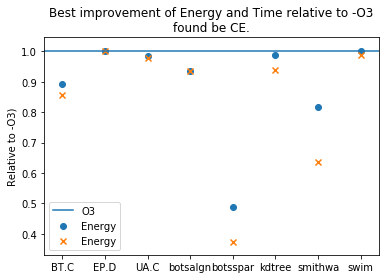 Best improvement of Energy and Time relative to -O3
found be CE.
Relative to -O3)
1.0
0.9
0.8
0.7
0.6
0.5
0.4
O3
Energy
Energy
BT.C EP.D UA.C botsalgn botsspar kdtree smithwa swim